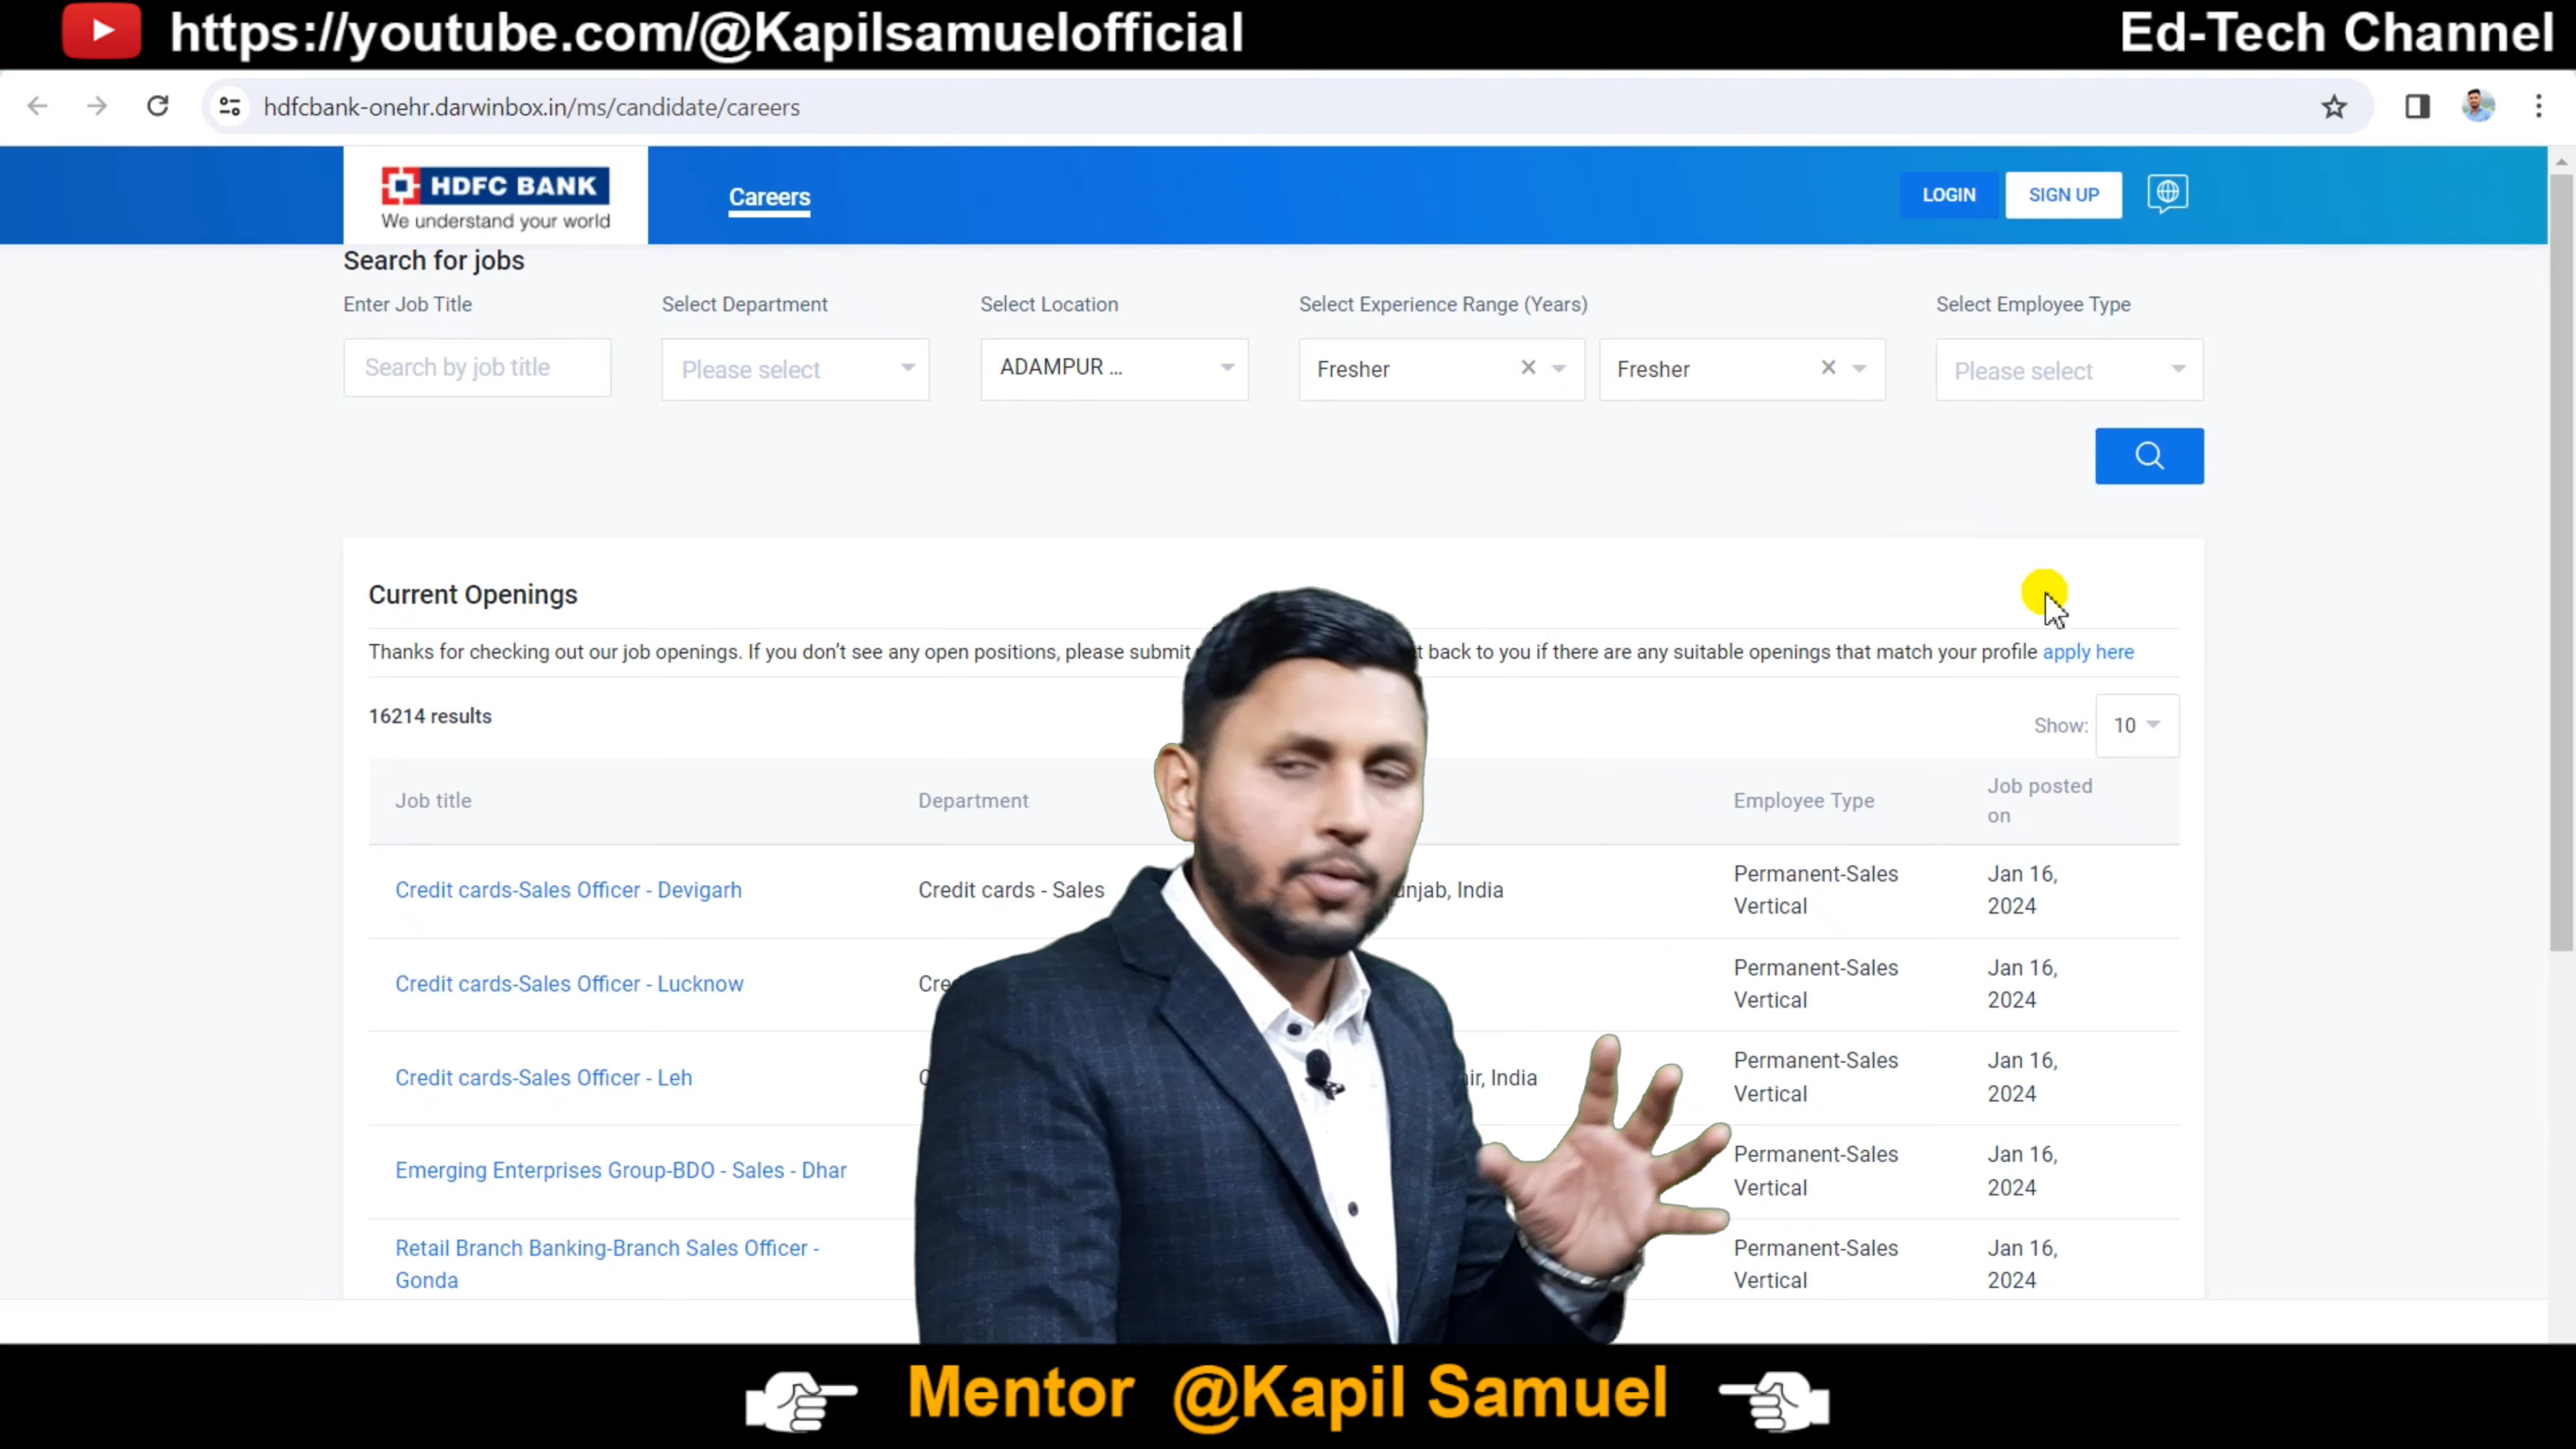 https://youtube.com/@Kapilsamuelofficial Ed-Tech Channel
hdfcbank-onehr.darwinbox.in/ms/candidate/careers
HDFC BANK
We understand your world
Careers LOGIN SIGN UP
Search for jobs
Enter Job Title Select Department Select Location Select Experience Range (Years) Select Employee Type
Search by job title Please select ADAMPUR ... Fresher Fresher Please select
Current Openings
Thanks for checking out our job openings. If you don't see any open positions, please submit back to you if there are any suitable openings that match your profile apply here
16214 results Show: 10
Job title Department Employee Type Job posted
on
Credit cards-Sales Officer - Devigarh Credit cards - Sales India Permanent-Sales Jan 16,
Vertical 2024
Credit cards-Sales Officer - Lucknow Permanent-Sales Jan 16,
Vertical 2024
Credit cards-Sales Officer - Leh India Permanent-Sales Jan 16,
Vertical 2024
Emerging Enterprises Group-BDO - Sales - Dhar Permanent-Sales Jan 16,
Vertical 2024
Retail Branch Banking-Branch Sales Officer - Permanent-Sales Jan 16,
Gonda Vertical 2024
Mentor @Kapil Samuel